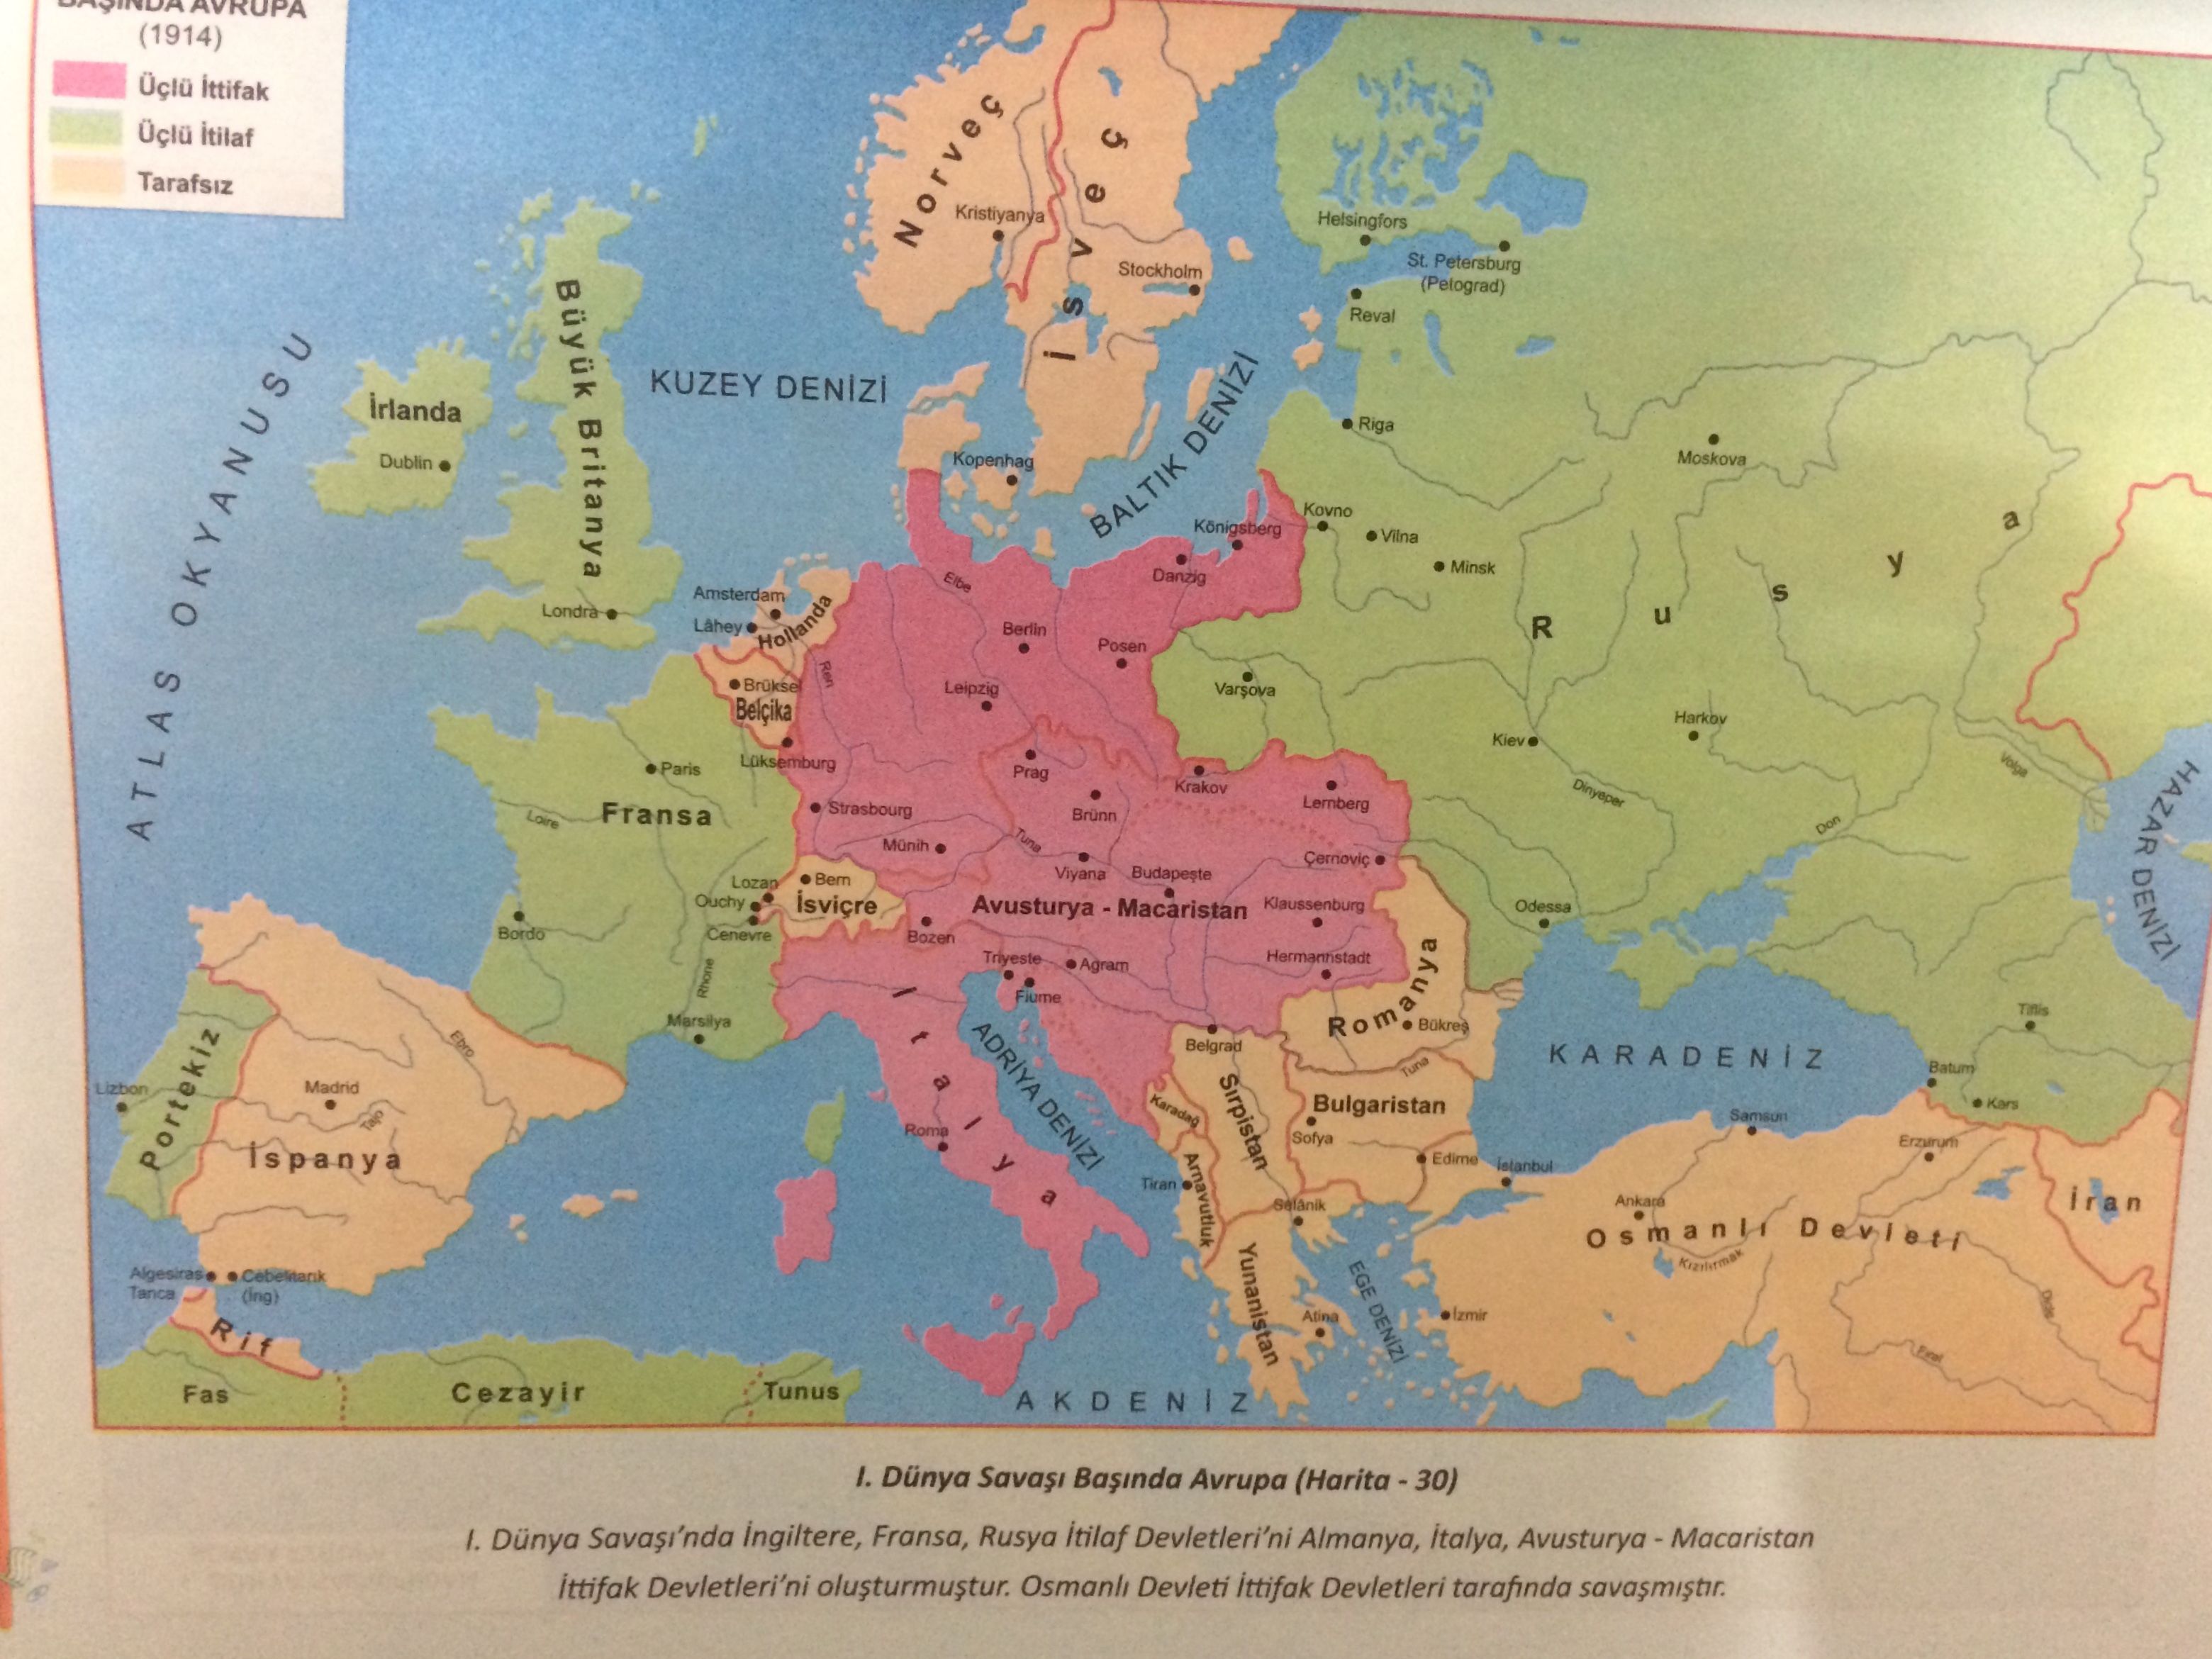 BAŞINDA AVRUPA
(1914)
Üçlü İttifak
Üçlü İtilaf
Tarafsız
ATLAS OKYANUSU
KUZEY DENİZİ
BALTIK DENİZİ
Norveç
Kristiyanya
İsveç
Stockholm
Helsingfors
St. Petersburg
(Pelograd)
Reval
Riga
Moskova
Büyük Britanya
İrlanda
Dublin
Londra
Kopenhag
Kovno
Vilna
Minsk
Rusya
Königsberg
Danzig
Amsterdam
Lâhey
Hollanda
Elbe
Berlin
Posen
Ren
Leipzig
Brüksel
Belçika
Lüksemburg
Varşova
Harkov
Kiev
Dinyeper
Don
Volga
HAZAR DENİZİ
Paris
Fransa
Loire
Strasbourg
Prag
Brünn
Krakov
Lemberg
Münih
Tuna
Viyana
Budapeşte
Çernoviç
Avusturya - Macaristan
Klaussenburg
Hermannstadt
Lozan
Ouchy
Cenevre
Bern
İsviçre
Bozen
Triyeste
Agram
Fiume
Bordo
Rhone
Marsilya
Odessa
Romanya
Bükreş
Tuna
Belgrad
Sırpistan
Karadağ
Bulgaristan
Sofya
Edirne
İstanbul
KARADENİZ
Tiflis
Batum
Kars
Samsun
Erzurum
Ankara
Osmanlı Devleti
Kızılırmak
İran
Dicle
Fırat
İzmir
Portekiz
Lizbon
Madrid
Tajo
Ebro
İspanya
ADRİYA DENİZİ
İtalya
Roma
Tiran
Arnavutluk
Selânik
Yunanistan
Atina
EGE DENİZİ
Algesiras
Cebelitarık
(İng)
Tanca
Rif
Fas
Cezayir
Tunus
AKDENİZ
I. Dünya Savaşı Başında Avrupa (Harita - 30)
I. Dünya Savaşı'nda İngiltere, Fransa, Rusya İtilaf Devletleri'ni Almanya, İtalya, Avusturya - Macaristan
İttifak Devletleri'ni oluşturmuştur. Osmanlı Devleti İttifak Devletleri tarafında savaşmıştır.